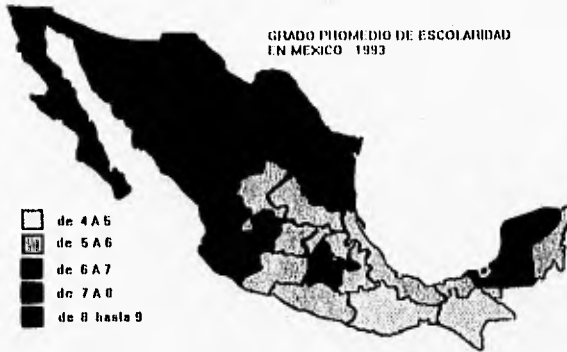 GRADO PROMEDIO DE ESCOLARIDAD
EN MEXICO 1993
de 4 A 5
de 5 A 6
de 6 A 7
de 7 A 8
de 8 hasta 9